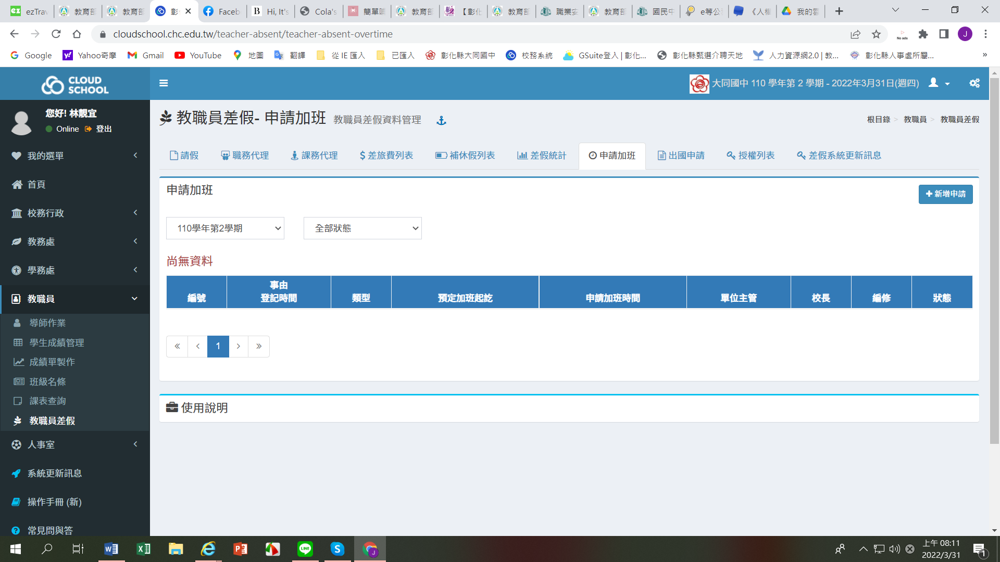 ezTrav
教育部
教育部
彰
Faceb
Hi, It's
Cola's
簡單哺
教育部
【彰化
教育部
職業安
教育部
國民中
e等公
《人權
我的雲
cloudschool.chc.edu.tw/teacher-absent/teacher-absent-overtime
No ads
J
Google
Yahoo奇摩
Gmail
YouTube
地圖
翻譯
從 IE 匯入
已匯入
彰化縣大同國中
校務系統
GSuite登入 | 彰化...
彰化縣甄選介聘天地
人力資源網2.0 | 教...
彰化縣人事處所屬...
CLOUD
SCHOOL
大同國中 110 學年第 2 學期 - 2022年3月31日(週四)
您好! 林靚宜
Online 登出
我的選單
首頁
校務行政
教務處
學務處
教職員
導師作業
學生成績管理
成績單製作
班級名條
課表查詢
教職員差假
人事室
系統更新訊息
操作手冊 (新)
常見問與答
教職員差假- 申請加班 教職員差假資料管理
根目錄 > 教職員 > 教職員差假
請假
職務代理
課務代理
差旅費列表
補休假列表
差假統計
申請加班
出國申請
授權列表
差假系統更新訊息
申請加班
新增申請
110學年第2學期
全部狀態
尚無資料
編號
事由
登記時間
類型
預定加班起訖
申請加班時間
單位主管
校長
編修
狀態
« ‹ 1 › »
使用說明
上午 08:11
2022/3/31
1